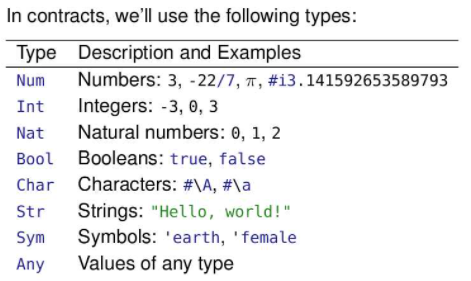 In contracts, we'll use the following types:
Type Description and Examples
Num Numbers: 3, -22/7, π, #i3.141592653589793
Int Integers: -3, 0, 3
Nat Natural numbers: 0, 1, 2
Bool Booleans: true, false
Char Characters: #\A, #\a
Str Strings: "Hello, world!"
Sym Symbols: 'earth, 'female
Any Values of any type